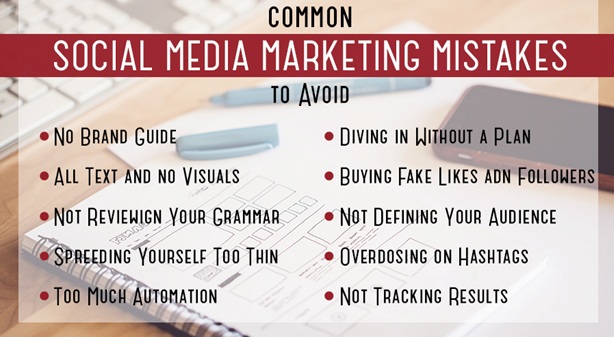 COMMON
SOCIAL MEDIA MARKETING MISTAKES
TO AVOID
NO BRAND GUIDE
ALL TEXT AND NO VISUALS
NOT REVIEWIGN YOUR GRAMMAR
SPREEDING YOURSELF TOO THIN
TOO MUCH AUTOMATION
DIVING IN WITHOUT A PLAN
BUYING FAKE LIKES ADN FOLLOWERS
NOT DEFINING YOUR AUDIENCE
OVERDOSING ON HASHTAGS
NOT TRACKING RESULTS